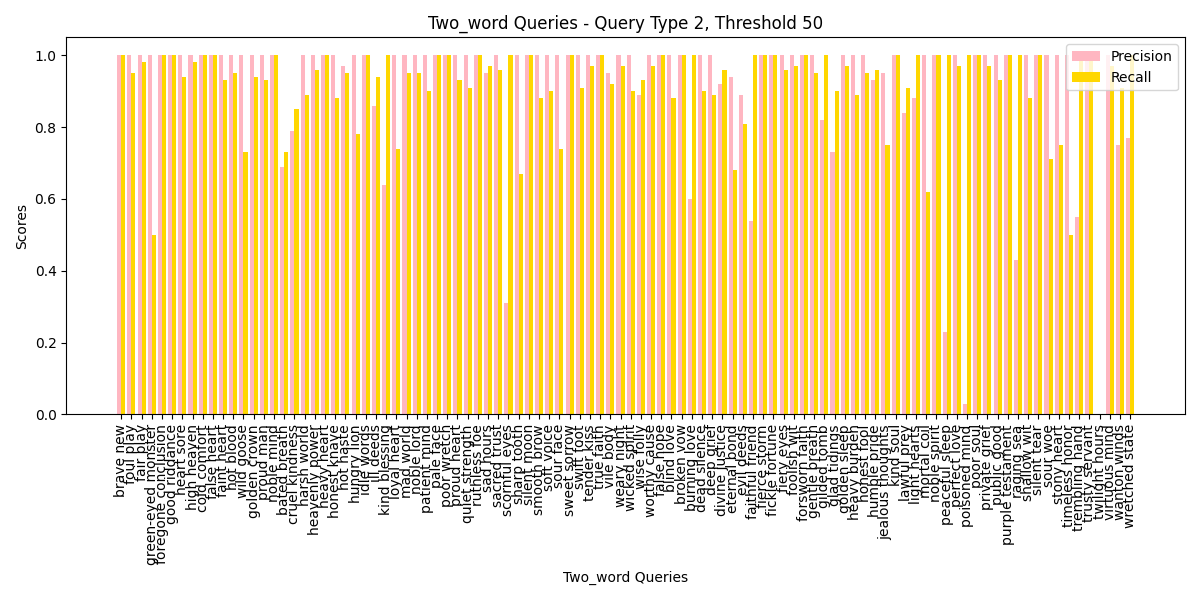 Two_word Queries - Query Type 2, Threshold 50
Precision
Recall
Scores
1.0
0.8
0.6
0.4
0.2
0.0
brave new
foul play
fair play
green-eyed monster
foregone conclusion
good riddance
heart sore
high heaven
cold comfort
heart
faint heart
hot blood
wild goose
golden crown
proud man
noble mind
bated breath
cruel kindness
harsh world
heavenly power
heavy heart
honest knave
hot haste
hungry lion
idle words
ill deeds
kind blessing
loyal heart
mad world
noble lord
patient mind
pale face
poor wretch
proud heart
quiet strength
ruthless foe
sad hours
sacred trust
scornful eyes
sharp tooth
silent moon
smooth brow
soft voice
sour face
sweet sorrow
swift foot
tender kiss
true faith
vile body
weary night
wicked spirit
wise folly
worthy cause
hope
blind love
broken vow
burning love
dead silence
deep grief
divine justice
eternal bond
evil deeds
faithful friend
fierce storm
fickle fortune
fiery eyes
foolish wit
forsworn faith
gentle breath
gilded tomb
glad tidings
golden sleep
heavy burden
honest fool
humble pride
jealous thoughts
kind soul
lawful prey
light hearts
mortal coil
noble spirit
peaceful sleep
perfect love
poisoned mind
poor soul
private grief
public good
purple testament
raging sea
shallow wit
silent war
sour woe
stony heart
timeless honor
trembling hand
trusty servant
twilight hours
virtuous mind
wanton wind
wretched state
Two_word Queries